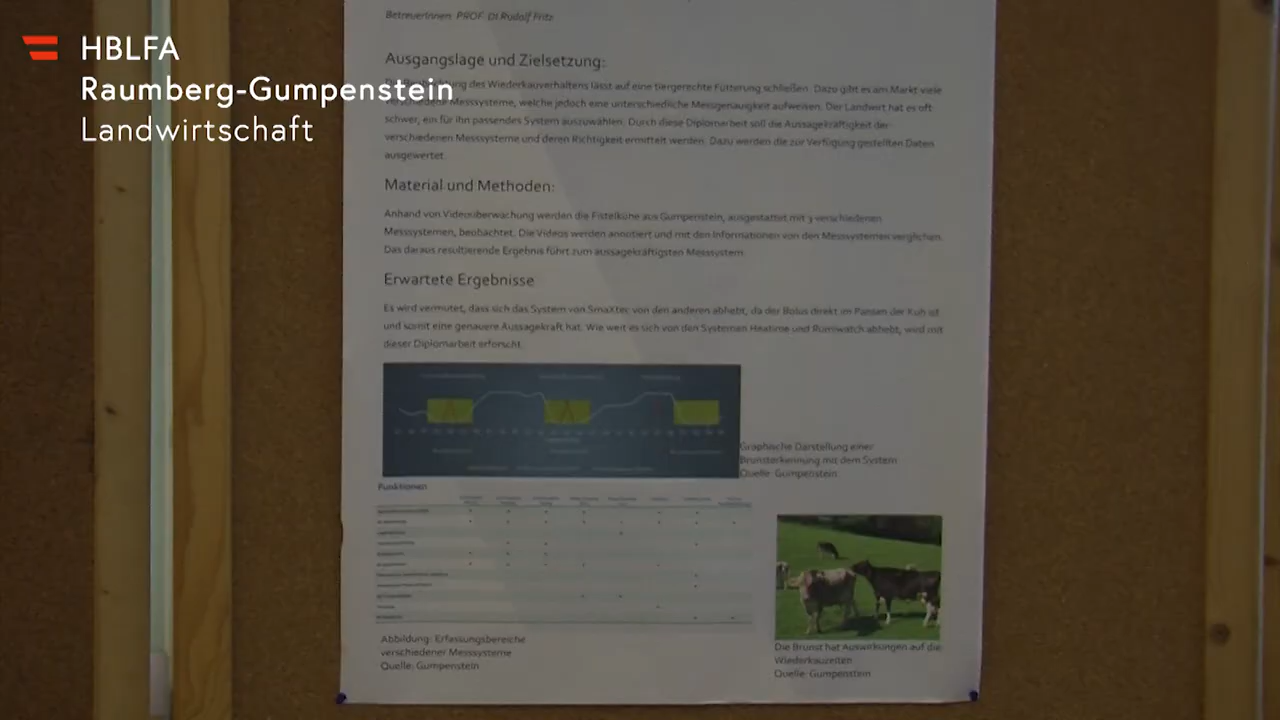 HBLFA
Raumberg-Gumpenstein
Landwirtschaft
BetreuerInnen PROF. DI Rudolf Fritz
Ausgangslage und Zielsetzung:
des Wiederkauverhaltens lässt auf eine tiergerechte Fütterung schließen. Dazu gibt es am Markt viele
verschiedene Messsysteme, welche jedoch eine unterschiedliche Messgenauigkeit aufweisen. Der Landwirt hat es oft
schwer, ein für ihn passendes System auszuwählen. Durch diese Diplomarbeit soll die Aussagekräftigkeit der
verschiedenen Messsysteme und deren Richtigkeit ermittelt werden. Dazu werden die zur Verfügung gestellten Daten
ausgewertet.
Material und Methoden:
Anhand von Videoüberwachung werden die Fistelkühe aus Gumpenstein, ausgestattet mit 3 verschiedenen
Messsystemen, beobachtet. Die Videos werden annotiert und mit den Informationen von den Messsystemen verglichen.
Das daraus resultierende Ergebnis führt zum aussagekräftigsten Messsystem.
Erwartete Ergebnisse
Es wird vermutet, dass sich das System von SmaXtec von den anderen abhebt, da der Bolus direkt im Pansen der Kuh ist
und somit eine genauere Aussagekraft hat. Wie weit es sich von den Systemen Heatime und Rumiwatch abhebt, wird mit
dieser Diplomarbeit erforscht.
Graphische Darstellung einer
Brunsterkennung mit dem System
Quelle: Gumpenstein
Funktionen
Abbildung: Erfassungsbereiche
verschiedener Messsysteme
Quelle: Gumpenstein
Die Brunst hat Auswirkungen auf die
Wiederkauzeiten
Quelle: Gumpenstein